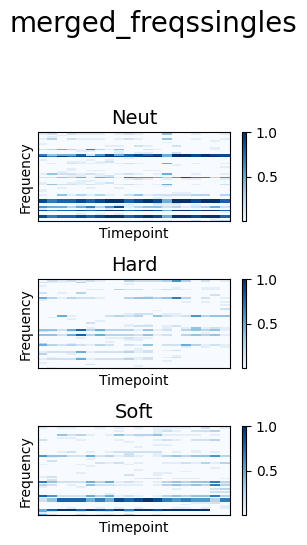 merged_freqssingles
Neut
1.0
0.5
Frequency
Timepoint
Hard
1.0
0.5
Frequency
Timepoint
Soft
1.0
0.5
Frequency
Timepoint